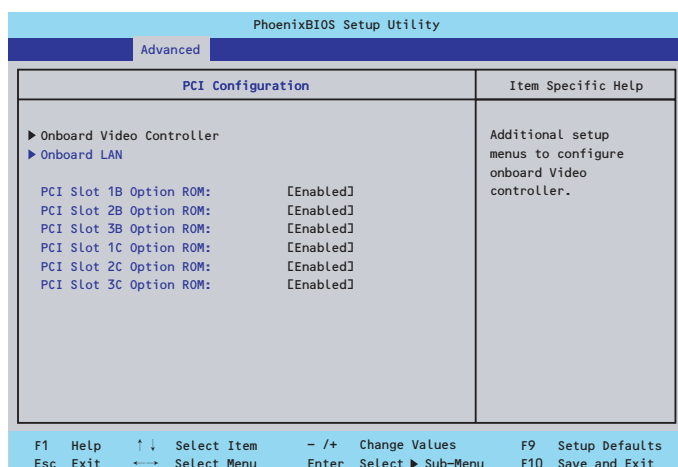 PhoenixBIOS Setup Utility
Advanced
PCI Configuration
Item Specific Help
▶ Onboard Video Controller
▶ Onboard LAN
PCI Slot 1B Option ROM: [Enabled]
PCI Slot 2B Option ROM: [Enabled]
PCI Slot 3B Option ROM: [Enabled]
PCI Slot 1C Option ROM: [Enabled]
PCI Slot 2C Option ROM: [Enabled]
PCI Slot 3C Option ROM: [Enabled]
Additional setup
menus to configure
onboard Video
controller.
F1 Help ↑↓ Select Item - /+ Change Values F9 Setup Defaults
Esc Exit ←→ Select Menu Enter Select ▶ Sub-Menu F10 Save and Exit